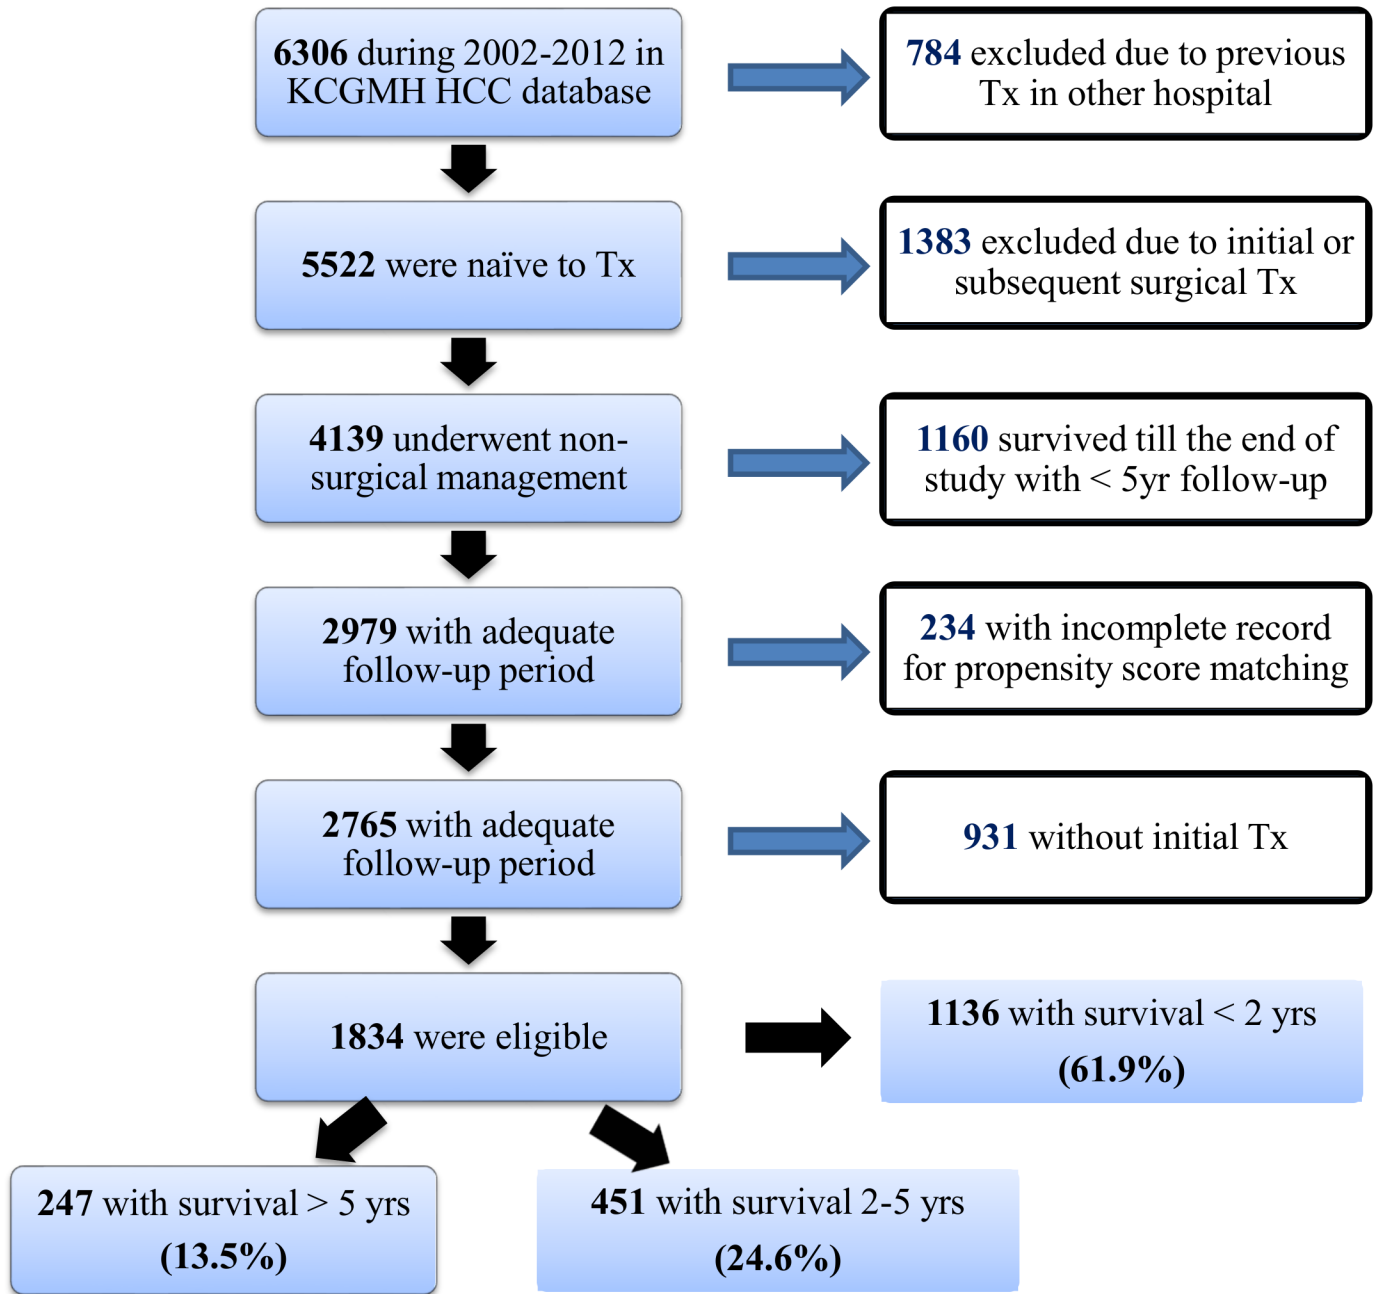 6306 during 2002-2012 in
KCGMH HCC database
784 excluded due to previous
Tx in other hospital
5522 were naïve to Tx
1383 excluded due to initial or
subsequent surgical Tx
4139 underwent non-
surgical management
1160 survived till the end of
study with < 5yr follow-up
2979 with adequate
follow-up period
234 with incomplete record
for propensity score matching
2765 with adequate
follow-up period
931 without initial Tx
1834 were eligible
1136 with survival < 2 yrs
(61.9%)
247 with survival > 5 yrs
(13.5%)
451 with survival 2-5 yrs
(24.6%)